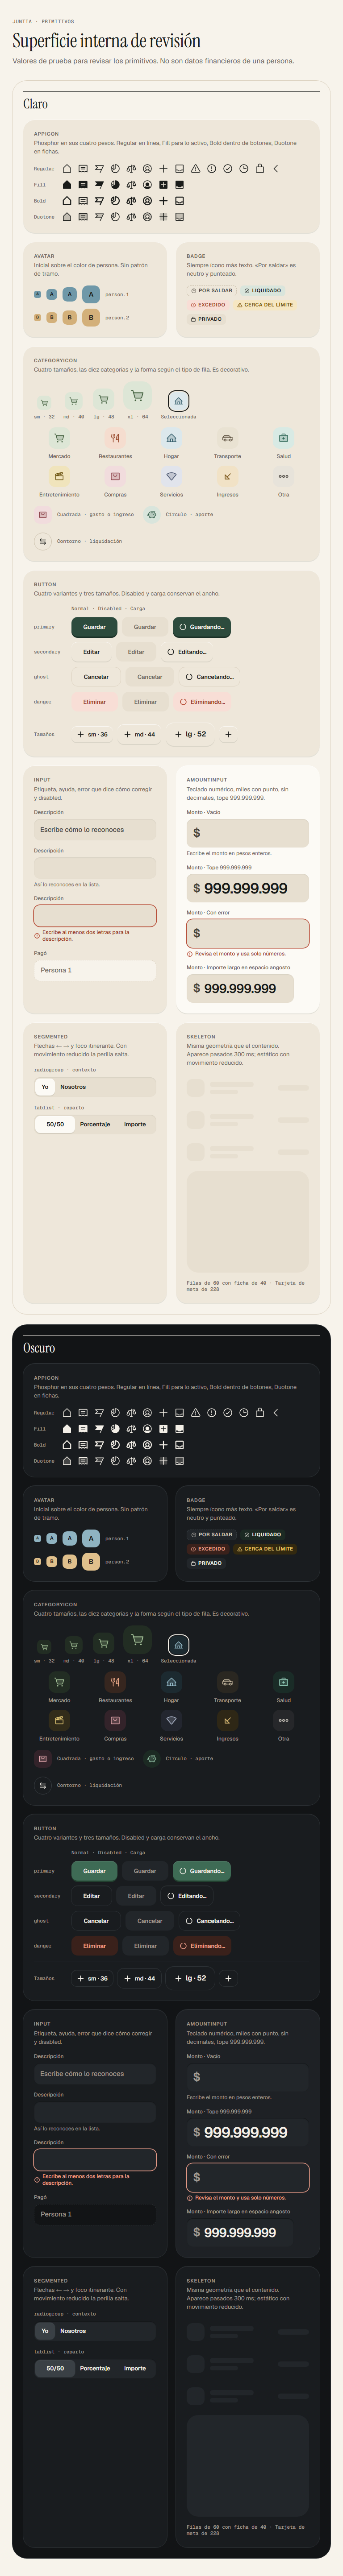 JUNTIA · PRIMITIVOS
Superficie interna de revisión
Valores de prueba para revisar los primitivos. No son datos financieros de una persona.
Claro
APPICON
Phosphor en sus cuatro pesos. Regular en línea, Fill para lo activo, Bold dentro de botones, Duotone
en fichas.
Regular
Fill
Bold
Duotone
AVATAR
Inicial sobre el color de persona. Sin patrón
de tramo.
A A A A person.1
B B B B person.2
BADGE
Siempre icono más texto. «Por saldar» es
neutro y punteado.
POR SALDAR LIQUIDADO
EXCEDIDO CERCA DEL LÍMITE
PRIVADO
CATEGORYICON
Cuatro tamaños, las diez categorías y la forma según el tipo de fila. Es decorativo.
sm · 32 md · 40 lg · 48 xl · 64 Seleccionada
Mercado Restaurantes Hogar Transporte Salud
Entretenimiento Compras Servicios Ingresos Otra
Cuadrada · gasto o ingreso Círculo · aporte
Contorno · liquidación
BUTTON
Cuatro variantes y tres tamaños. Disabled y carga conservan el ancho.
Normal · Disabled · Carga
primary Guardar Guardar Guardando…
secondary Editar Editar Editando…
ghost Cancelar Cancelar Cancelando…
danger Eliminar Eliminar Eliminando…
Tamaños sm · 36 md · 44 lg · 52
INPUT
Etiqueta, ayuda, error que dice cómo corregir
y disabled.
Descripción
Escribe cómo lo reconoces
Descripción
Así lo reconoces en la lista.
Descripción
Escribe al menos dos letras para la
descripción.
Pagó
Persona 1
AMOUNTINPUT
Teclado numérico, miles con punto, sin
decimales, tope 999.999.999.
Monto · Vacío
$
Escribe el monto en pesos enteros.
Monto · Tope 999.999.999
$ 999.999.999
Monto · Con error
$
Revisa el monto y usa solo números.
Monto · Importe largo en espacio angosto
$ 999.999.999
SEGMENTED
Flechas ← → y foco itinerante. Con
movimiento reducido la perilla salta.
radiogroup · contexto
Yo Nosotros
tablist · reparto
50/50 Porcentaje Importe
SKELETON
Misma geometría que el contenido.
Aparece pasados 300 ms; estático con
movimiento reducido.
Filas de 60 con ficha de 40 · Tarjeta de
meta de 228
Oscuro
APPICON
Phosphor en sus cuatro pesos. Regular en línea, Fill para lo activo, Bold dentro de botones, Duotone
en fichas.
Regular
Fill
Bold
Duotone
AVATAR
Inicial sobre el color de persona. Sin patrón
de tramo.
A A A A person.1
B B B B person.2
BADGE
Siempre icono más texto. «Por saldar» es
neutro y punteado.
POR SALDAR LIQUIDADO
EXCEDIDO CERCA DEL LÍMITE
PRIVADO
CATEGORYICON
Cuatro tamaños, las diez categorías y la forma según el tipo de fila. Es decorativo.
sm · 32 md · 40 lg · 48 xl · 64 Seleccionada
Mercado Restaurantes Hogar Transporte Salud
Entretenimiento Compras Servicios Ingresos Otra
Cuadrada · gasto o ingreso Círculo · aporte
Contorno · liquidación
BUTTON
Cuatro variantes y tres tamaños. Disabled y carga conservan el ancho.
Normal · Disabled · Carga
primary Guardar Guardar Guardando…
secondary Editar Editar Editando…
ghost Cancelar Cancelar Cancelando…
danger Eliminar Eliminar Eliminando…
Tamaños sm · 36 md · 44 lg · 52
INPUT
Etiqueta, ayuda, error que dice cómo corregir
y disabled.
Descripción
Escribe cómo lo reconoces
Descripción
Así lo reconoces en la lista.
Descripción
Escribe al menos dos letras para la
descripción.
Pagó
Persona 1
AMOUNTINPUT
Teclado numérico, miles con punto, sin
decimales, tope 999.999.999.
Monto · Vacío
$
Escribe el monto en pesos enteros.
Monto · Tope 999.999.999
$ 999.999.999
Monto · Con error
$
Revisa el monto y usa solo números.
Monto · Importe largo en espacio angosto
$ 999.999.999
SEGMENTED
Flechas ← → y foco itinerante. Con
movimiento reducido la perilla salta.
radiogroup · contexto
Yo Nosotros
tablist · reparto
50/50 Porcentaje Importe
SKELETON
Misma geometría que el contenido.
Aparece pasados 300 ms; estático con
movimiento reducido.
Filas de 60 con ficha de 40 · Tarjeta de
meta de 228